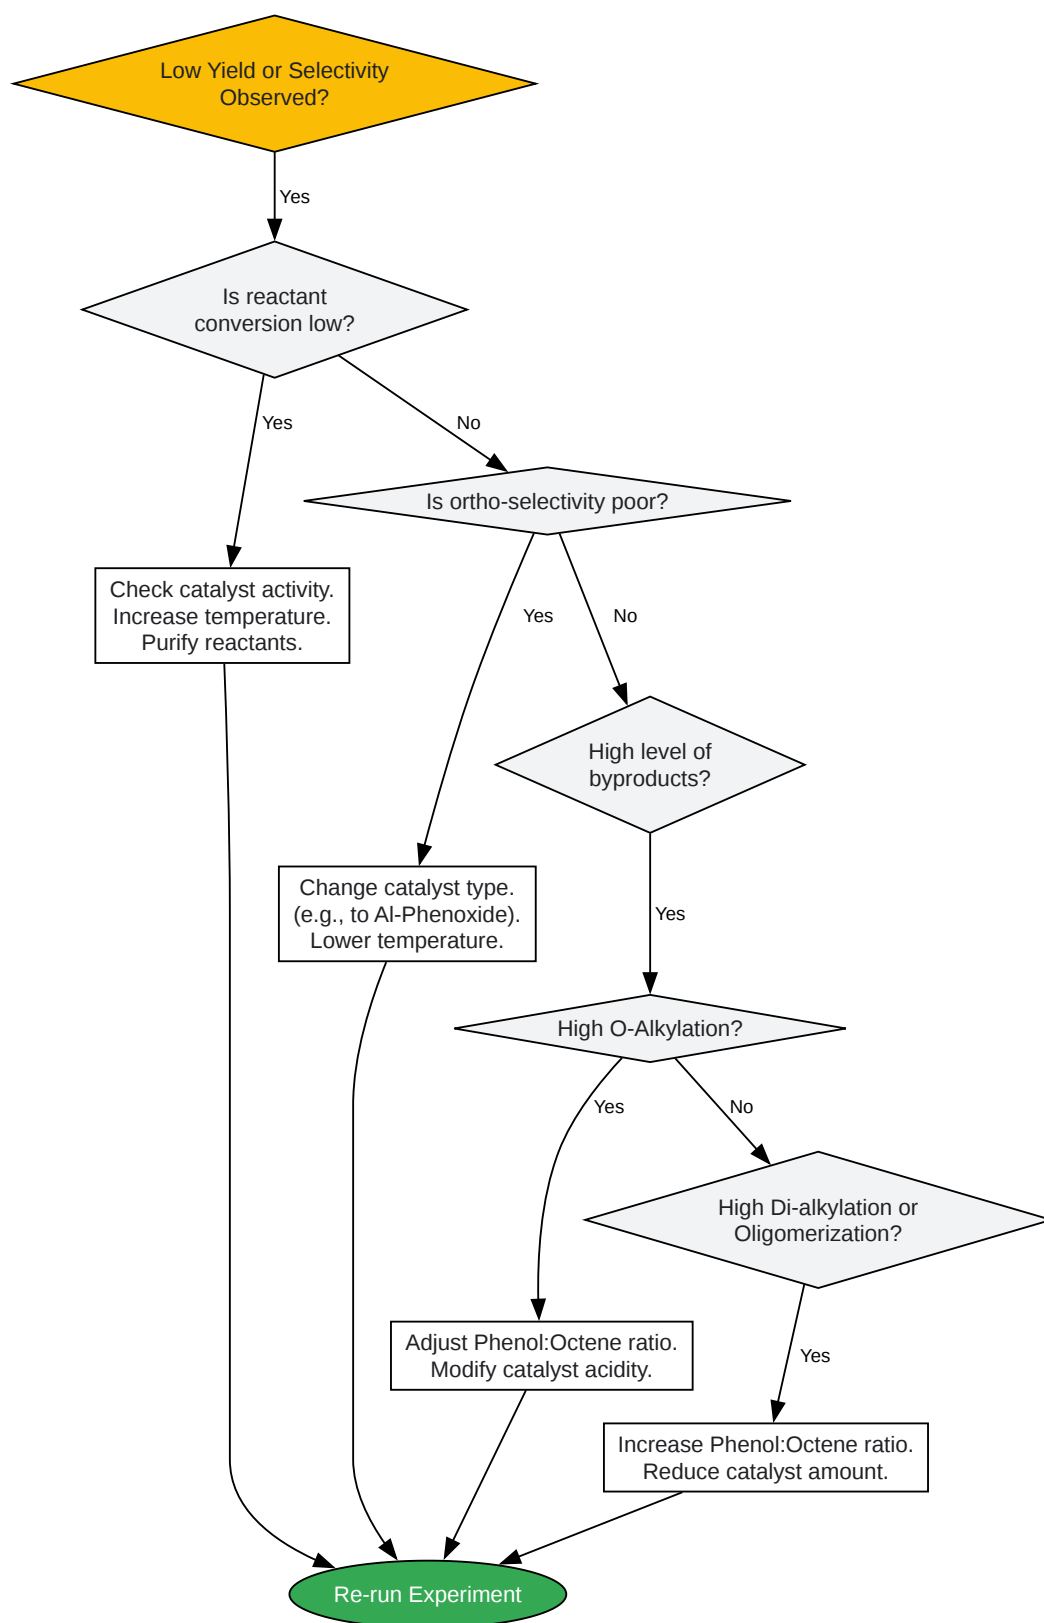 Low Yield or Selectivity
Observed?
Yes
Is reactant
conversion low?
Yes
No
Is ortho-selectivity poor?
Check catalyst activity.
Increase temperature.
Purify reactants.
Yes
No
High level of
byproducts?
Change catalyst type.
(e.g., to Al-Phenoxide).
Lower temperature.
Yes
High O-Alkylation?
Yes
No
High Di-alkylation or
Oligomerization?
Adjust Phenol:Octene ratio.
Modify catalyst acidity.
Yes
Increase Phenol:Octene ratio.
Reduce catalyst amount.
Re-run Experiment